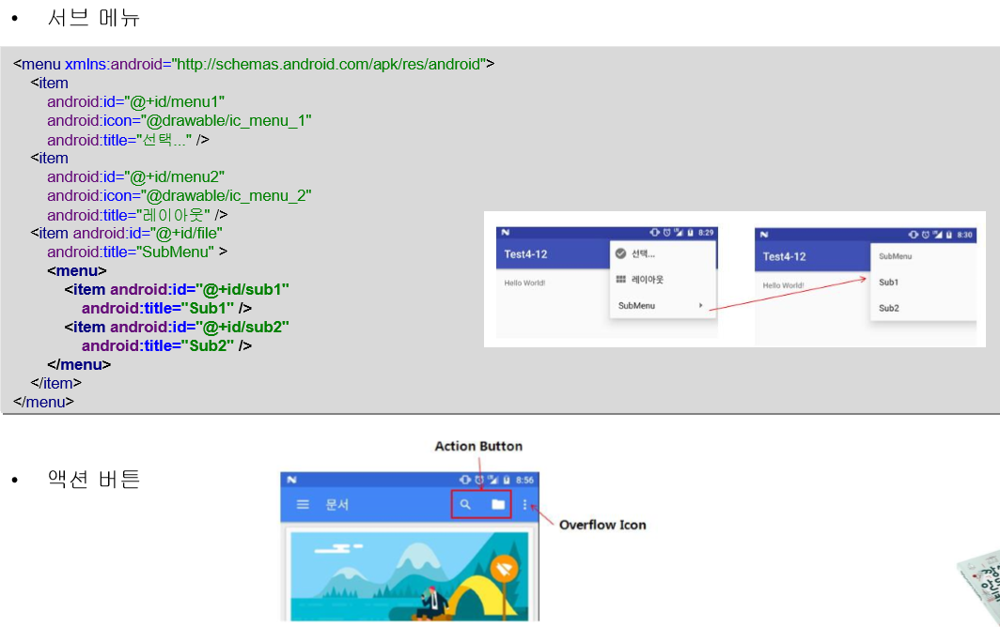 • 서브 메뉴
<menu xmlns:android="http://schemas.android.com/apk/res/android">
<item
android:id="@+id/menu1"
android:icon="@drawable/ic_menu_1"
android:title="선택..." />
<item
android:id="@+id/menu2"
android:icon="@drawable/ic_menu_2"
android:title="레이아웃" />
<item android:id="@+id/file"
android:title="SubMenu" >
<menu>
<item android:id="@+id/sub1"
android:title="Sub1" />
<item android:id="@+id/sub2"
android:title="Sub2" />
</menu>
</item>
</menu>
8:29
Test4-12
선택...
Hello World!
레이아웃
SubMenu
8:30
Test4-12
SubMenu
Hello World!
Sub1
Sub2
• 액션 버튼
Action Button
8:56
문서
Overflow Icon